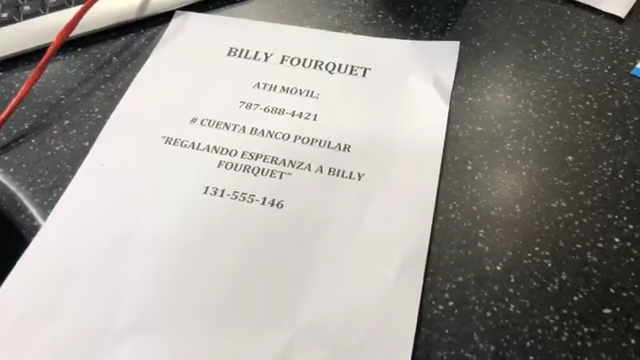 BILLY FOURQUET
ATH MÓVIL:
787-688-4421
# CUENTA BANCO POPULAR
"REGALANDO ESPERANZA A BILLY
FOURQUET"
131-555-146